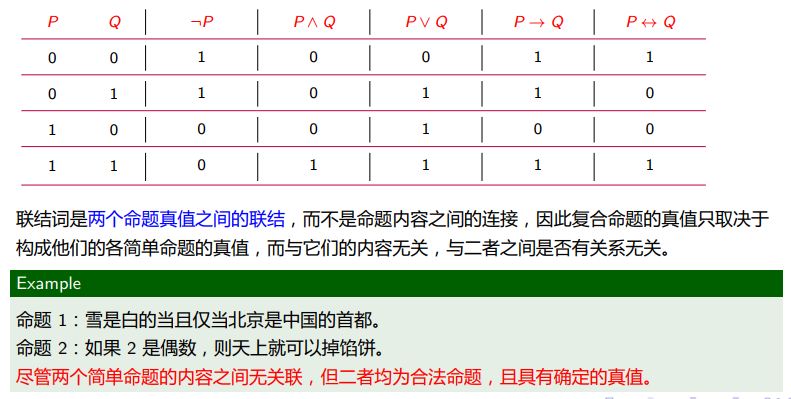 P Q ¬P P ∧ Q P ∨ Q P → Q P ↔ Q
0 0 1 0 0 1 1
0 1 1 0 1 1 0
1 0 0 0 1 0 0
1 1 0 1 1 1 1
联结词是两个命题真值之间的联结，而不是命题内容之间的连接，因此复合命题的真值只取决于
构成他们的各简单命题的真值，而与它们的内容无关，与二者之间是否有关系无关。
Example
命题 1：雪是白的当且仅当北京是中国的首都。
命题 2：如果 2 是偶数，则天上就可以掉馅饼。
尽管两个简单命题的内容之间无关联，但二者均为合法命题，且具有确定的真值。